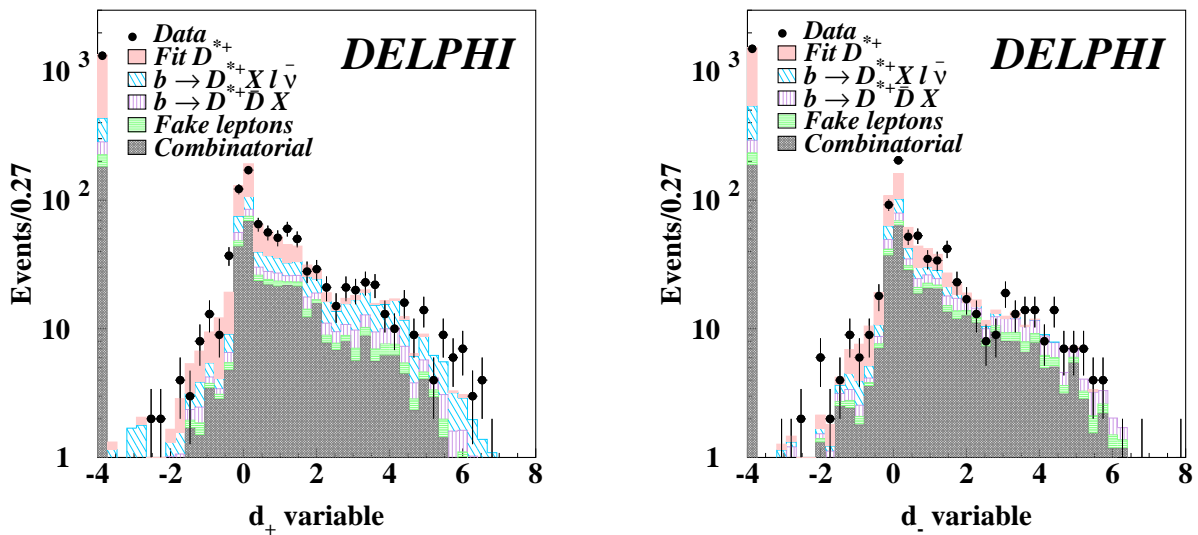 Data
Fit D*+
b → D*+X l ν̄
b → D*+D̄ X
Fake leptons
Combinatorial
DELPHI
Events/0.27
10³
10²
10
1
-4 -2 0 2 4 6 8
d₊ variable
Data
Fit D*+
b → D*+X l ν̄
b → D*+D̄ X
Fake leptons
Combinatorial
DELPHI
Events/0.27
10³
10²
10
1
-4 -2 0 2 4 6 8
d₋ variable